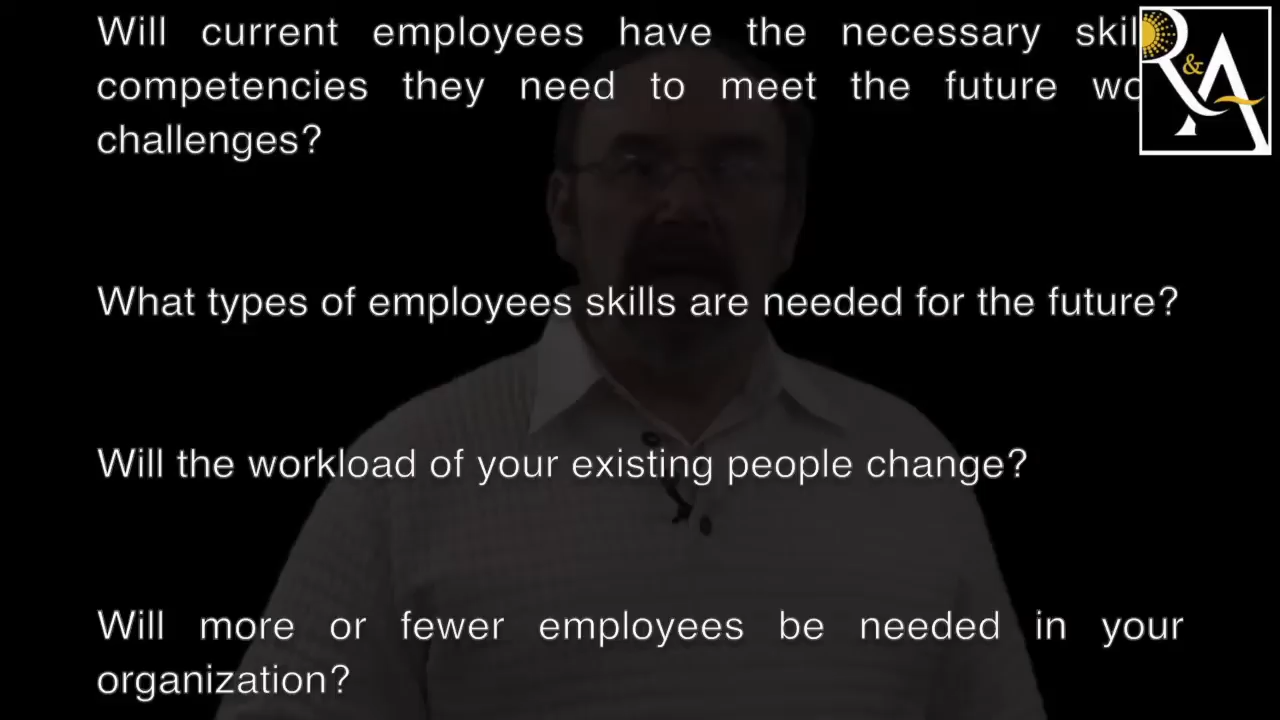 Will current employees have the necessary
competencies they need to meet the future
challenges?
What types of employees skills are needed for the future?
Will the workload of your existing people change?
Will more or fewer employees be needed in your
organization?
R&A